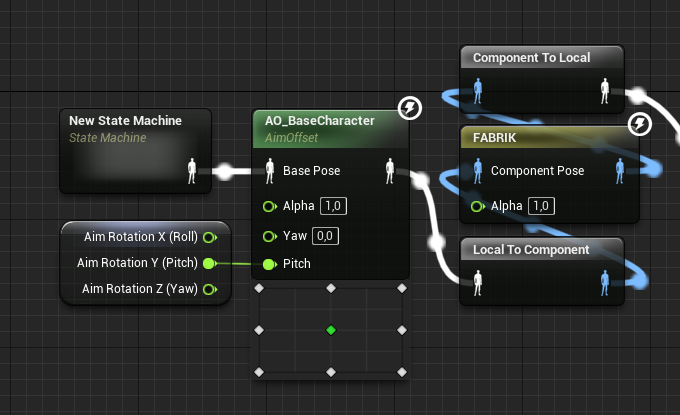 New State Machine
State Machine
Aim Rotation X (Roll)
Aim Rotation Y (Pitch)
Aim Rotation Z (Yaw)
AO_BaseCharacter
AimOffset
Base Pose
Alpha 1,0
Yaw 0,0
Pitch
Component To Local
FABRIK
Component Pose
Alpha 1,0
Local To Component